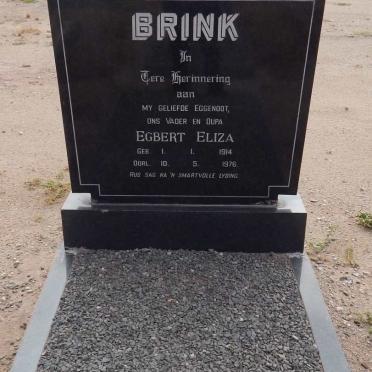 BRINK
In
Tere Herinnering
aan
MY GELIEFDE EGGENOOT,
ONS VADER EN OUPA
EGBERT ELIZA
GEB. 1. 1. 1914
OORL. 10. 5. 1976
RUS SAG NA 'N SMARTVOLLE LYDING.